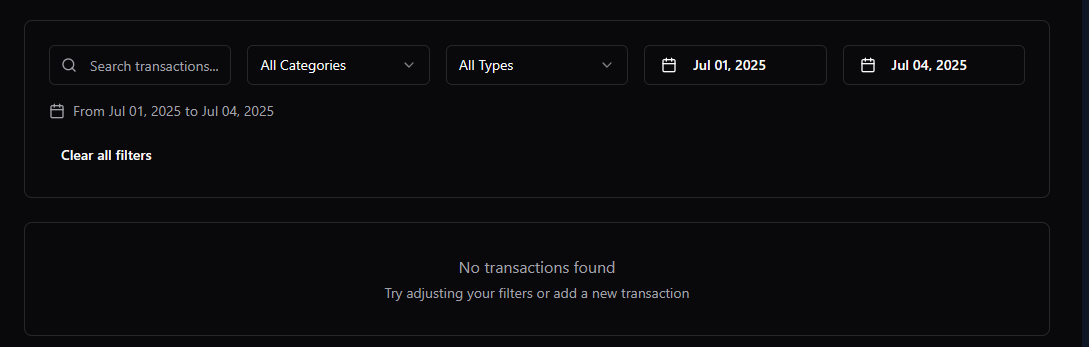 Search transactions... All Categories All Types Jul 01, 2025 Jul 04, 2025
From Jul 01, 2025 to Jul 04, 2025
Clear all filters
No transactions found
Try adjusting your filters or add a new transaction